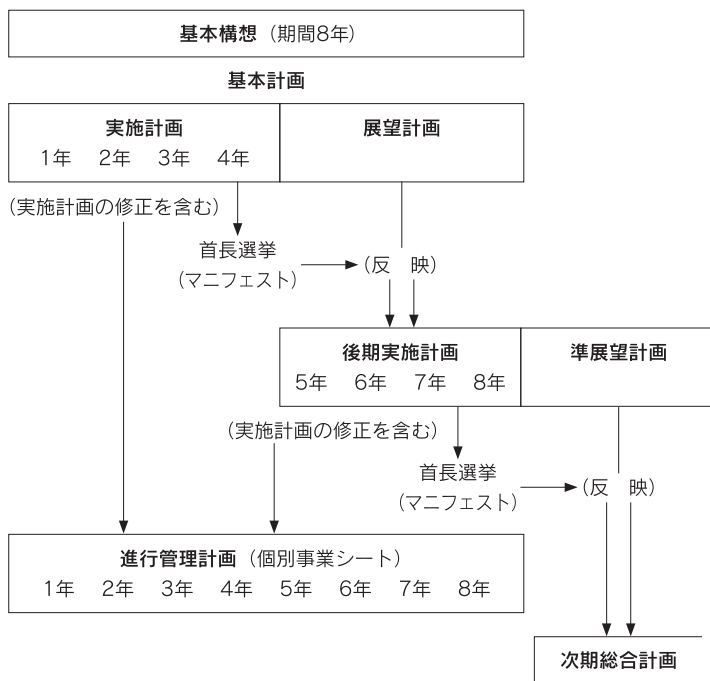 基本構想（期間8年）
基本計画
実施計画
1年 2年 3年 4年
展望計画
（実施計画の修正を含む）
首長選挙
（マニフェスト）
（反 映）
後期実施計画
5年 6年 7年 8年
準展望計画
（実施計画の修正を含む）
首長選挙
（マニフェスト）
（反 映）
進行管理計画（個別事業シート）
1年 2年 3年 4年 5年 6年 7年 8年
次期総合計画